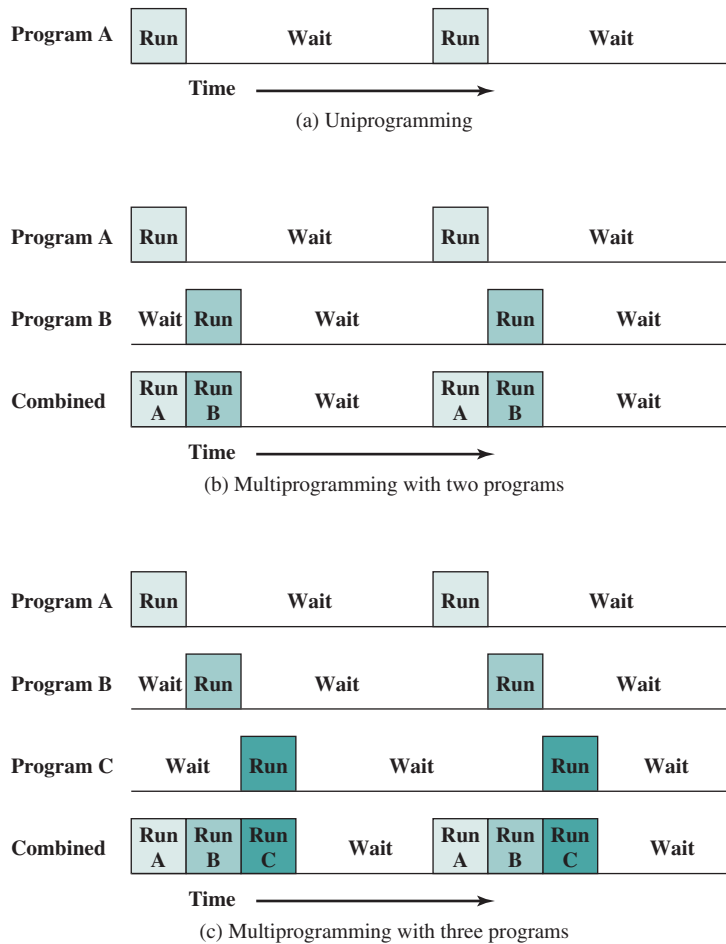 Program A Run Wait Run Wait
Time
(a) Uniprogramming
Program A Run Wait Run Wait
Program B Wait Run Wait Run Wait
Combined Run A Run B Wait Run A Run B Wait
Time
(b) Multiprogramming with two programs
Program A Run Wait Run Wait
Program B Wait Run Wait Run Wait
Program C Wait Run Wait Run Wait
Combined Run A Run B Run C Wait Run A Run B Run C Wait
Time
(c) Multiprogramming with three programs